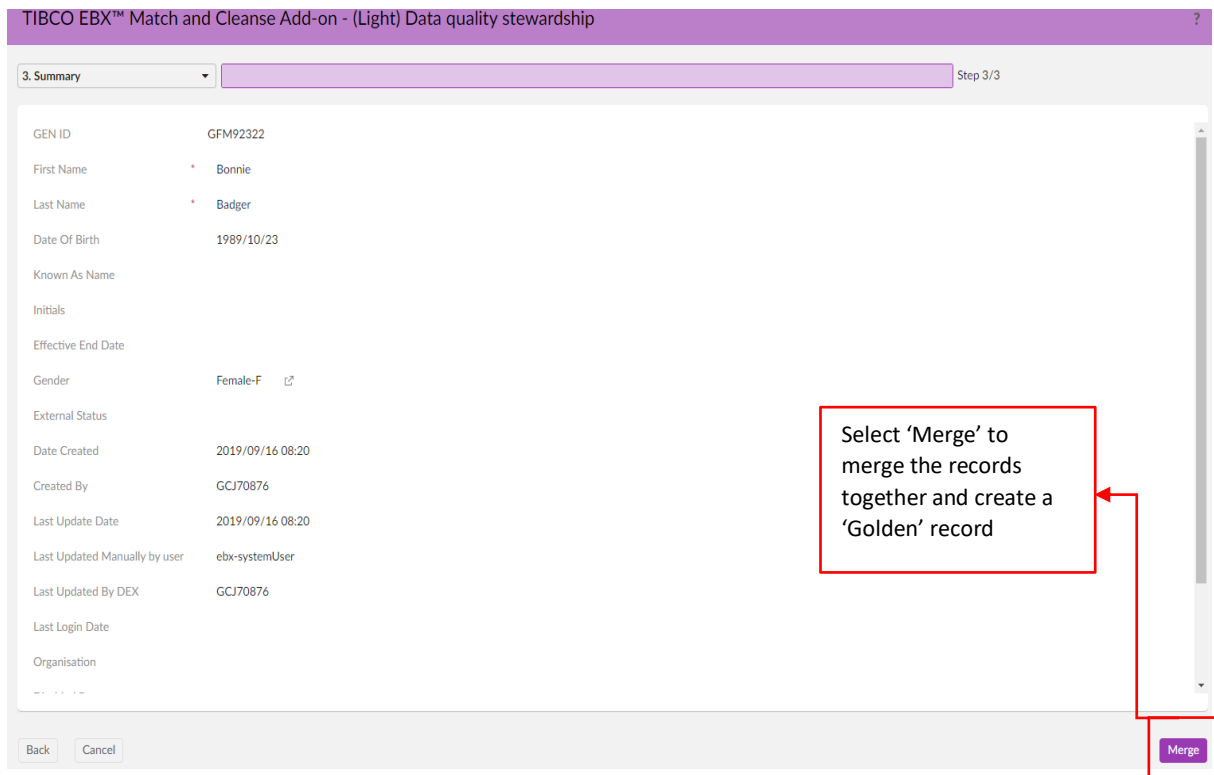 TIBCO EBX™ Match and Cleanse Add-on - (Light) Data quality stewardship ?
3. Summary Step 3/3
GEN ID GFM92322
First Name * Bonnie
Last Name * Badger
Date Of Birth 1989/10/23
Known As Name
Initials
Effective End Date
Gender Female-F
External Status
Date Created 2019/09/16 08:20
Created By GCJ70876
Last Update Date 2019/09/16 08:20
Last Updated Manually by user ebx-systemUser
Last Updated By DEX GCJ70876
Last Login Date
Organisation
Select ‘Merge’ to
merge the records
together and create a
‘Golden’ record
Back Cancel Merge